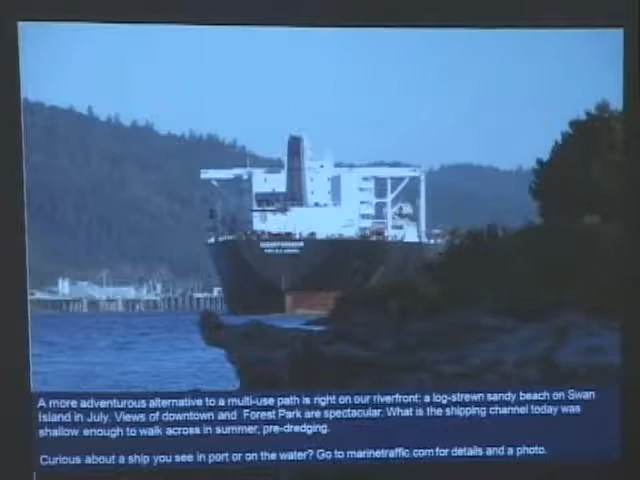 A more adventurous alternative to a multi-use path is right on our riverfront: a log-strewn sandy beach on Swan
Island in July. Views of downtown and Forest Park are spectacular. What is the shipping channel today was
shallow enough to walk across in summer, pre-dredging.
Curious about a ship you see in port or on the water? Go to marinetraffic.com for details and a photo.